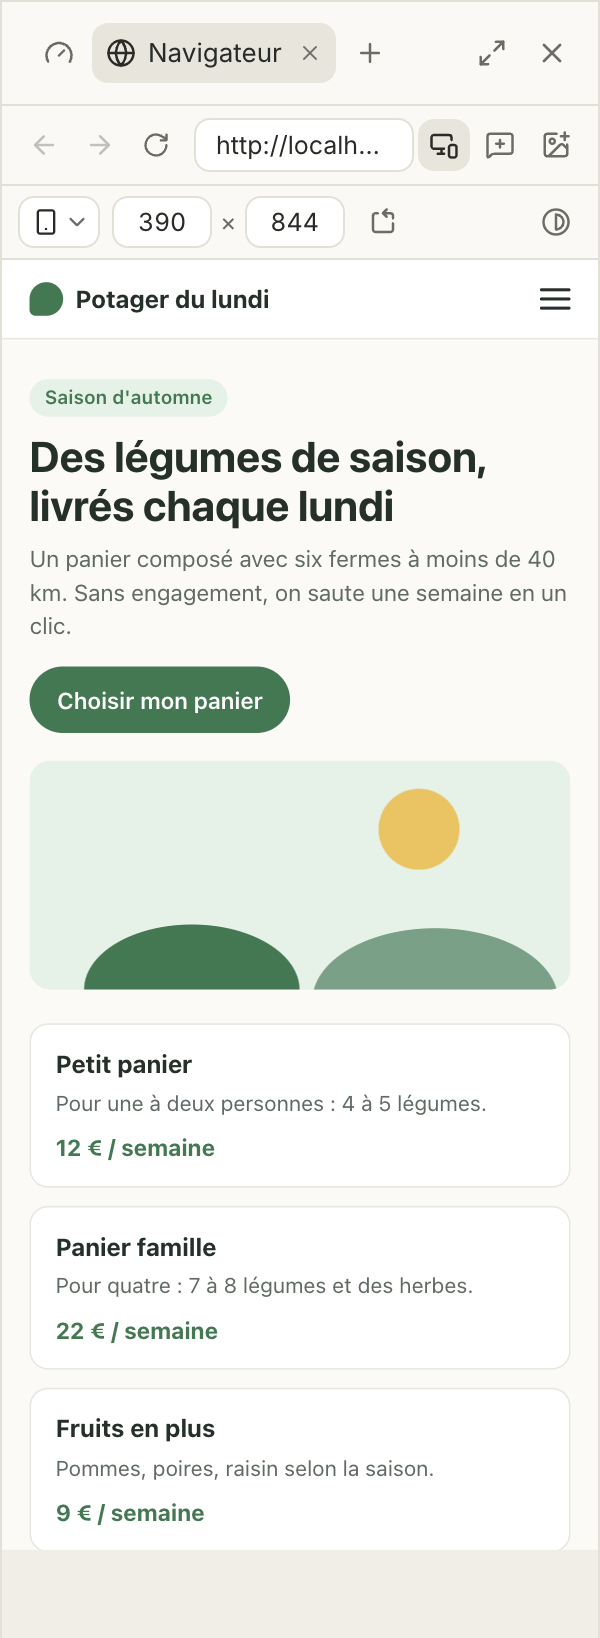 Navigateur
http://localh...
390 × 844
Potager du lundi
Saison d'automne
Des légumes de saison,
livrés chaque lundi
Un panier composé avec six fermes à moins de 40
km. Sans engagement, on saute une semaine en un
clic.
Choisir mon panier
Petit panier
Pour une à deux personnes : 4 à 5 légumes.
12 € / semaine
Panier famille
Pour quatre : 7 à 8 légumes et des herbes.
22 € / semaine
Fruits en plus
Pommes, poires, raisin selon la saison.
9 € / semaine